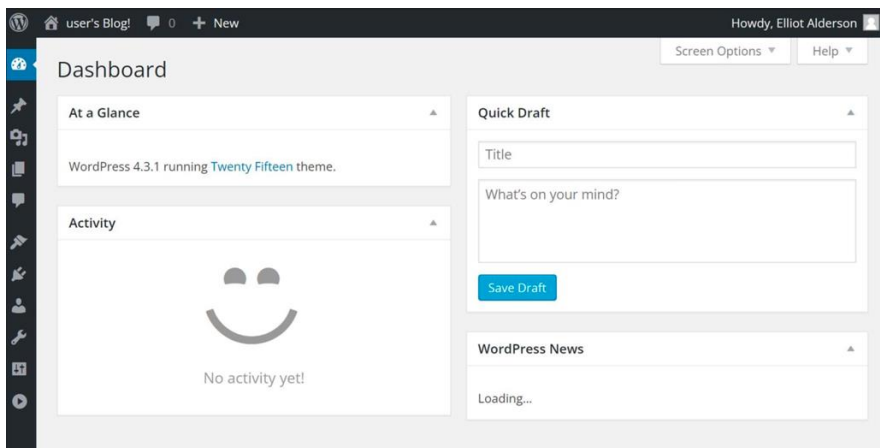 user's Blog! 0 + New
Howdy, Elliot Alderson
Screen Options
Help
Dashboard
At a Glance
WordPress 4.3.1 running Twenty Fifteen theme.
Activity
No activity yet!
Quick Draft
Title
What's on your mind?
Save Draft
WordPress News
Loading...